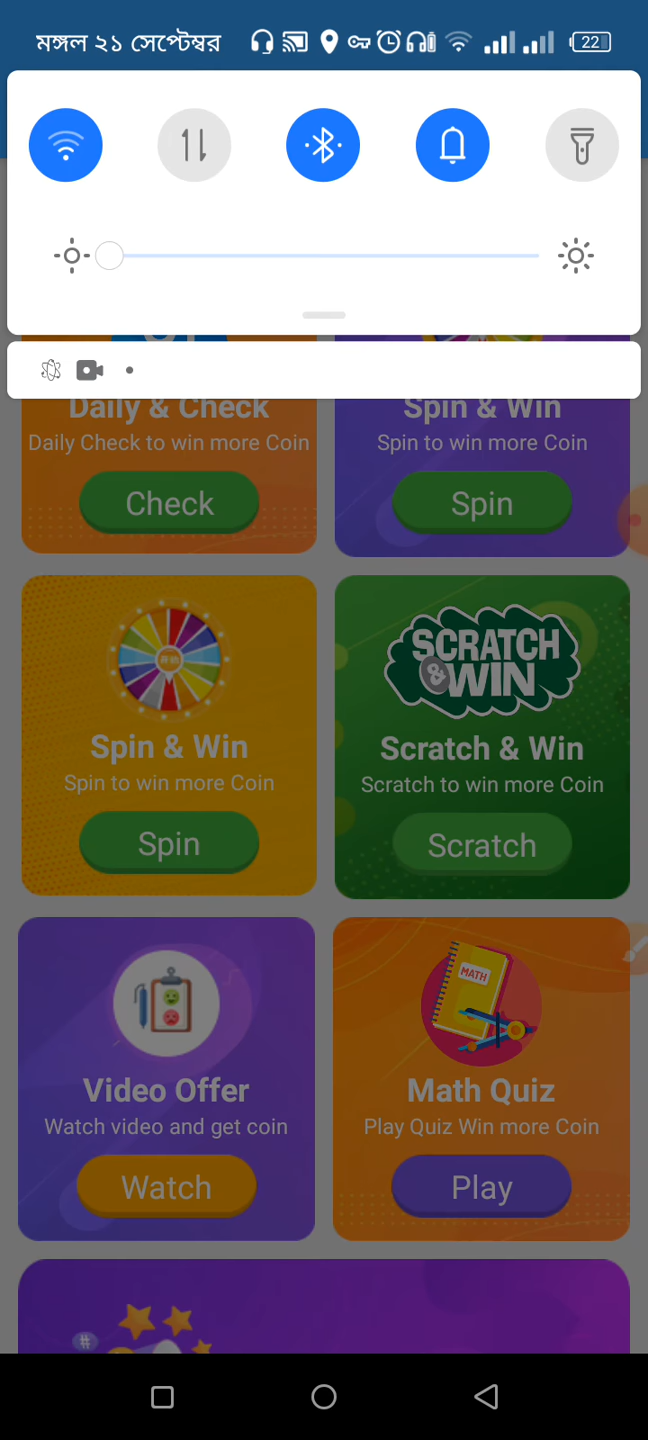 মঙ্গল ২১ সেপ্টেম্বর
22
Daily & Check
Daily Check to win more Coin
Check
Spin & Win
Spin to win more Coin
Spin
Spin & Win
Spin to win more Coin
Spin
SCRATCH
& WIN
Scratch & Win
Scratch to win more Coin
Scratch
Video Offer
Watch video and get coin
Watch
MATH
Math Quiz
Play Quiz Win more Coin
Play
#